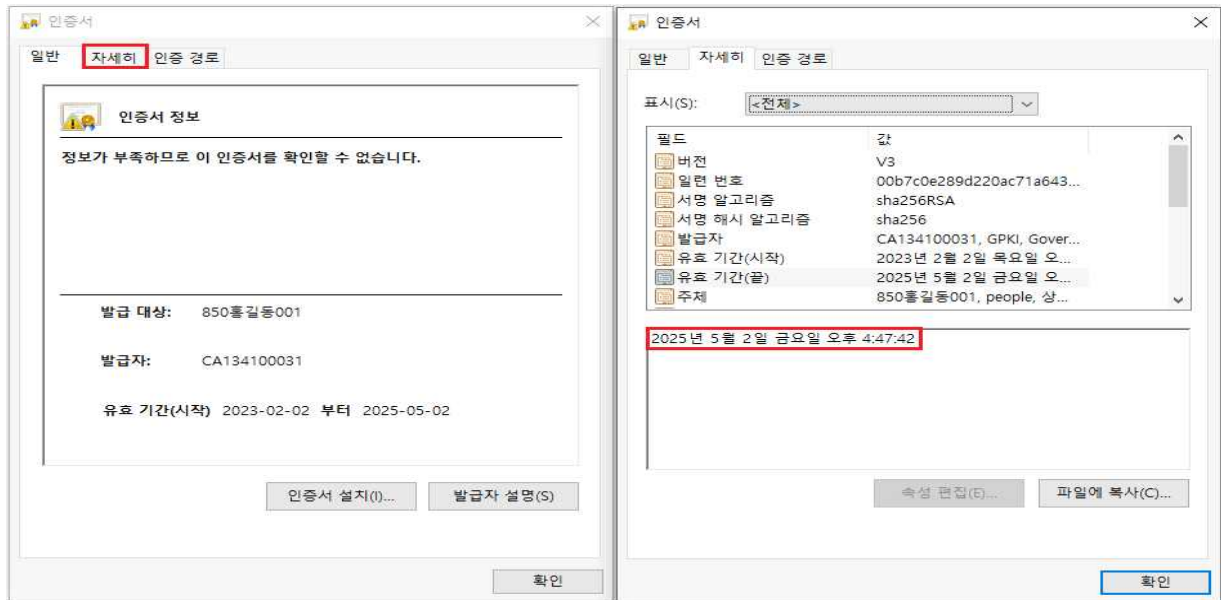 인증서
일반 자세히 인증 경로
인증서 정보
정보가 부족하므로 이 인증서를 확인할 수 없습니다.
발급 대상: 850홍길동001
발급자: CA134100031
유효 기간(시작) 2023-02-02 부터 2025-05-02
인증서 설치(I)... 발급자 설명(S)
확인
인증서
일반 자세히 인증 경로
표시(S): <전체>
필드 값
버전 V3
일련 번호 00b7c0e289d220ac71a643...
서명 알고리즘 sha256RSA
서명 해시 알고리즘 sha256
발급자 CA134100031, GPKI, Gover...
유효 기간(시작) 2023년 2월 2일 목요일 오...
유효 기간(끝) 2025년 5월 2일 금요일 오...
주체 850홍길동001, people, 상...
2025년 5월 2일 금요일 오후 4:47:42
속성 편집(E)... 파일에 복사(C)...
확인